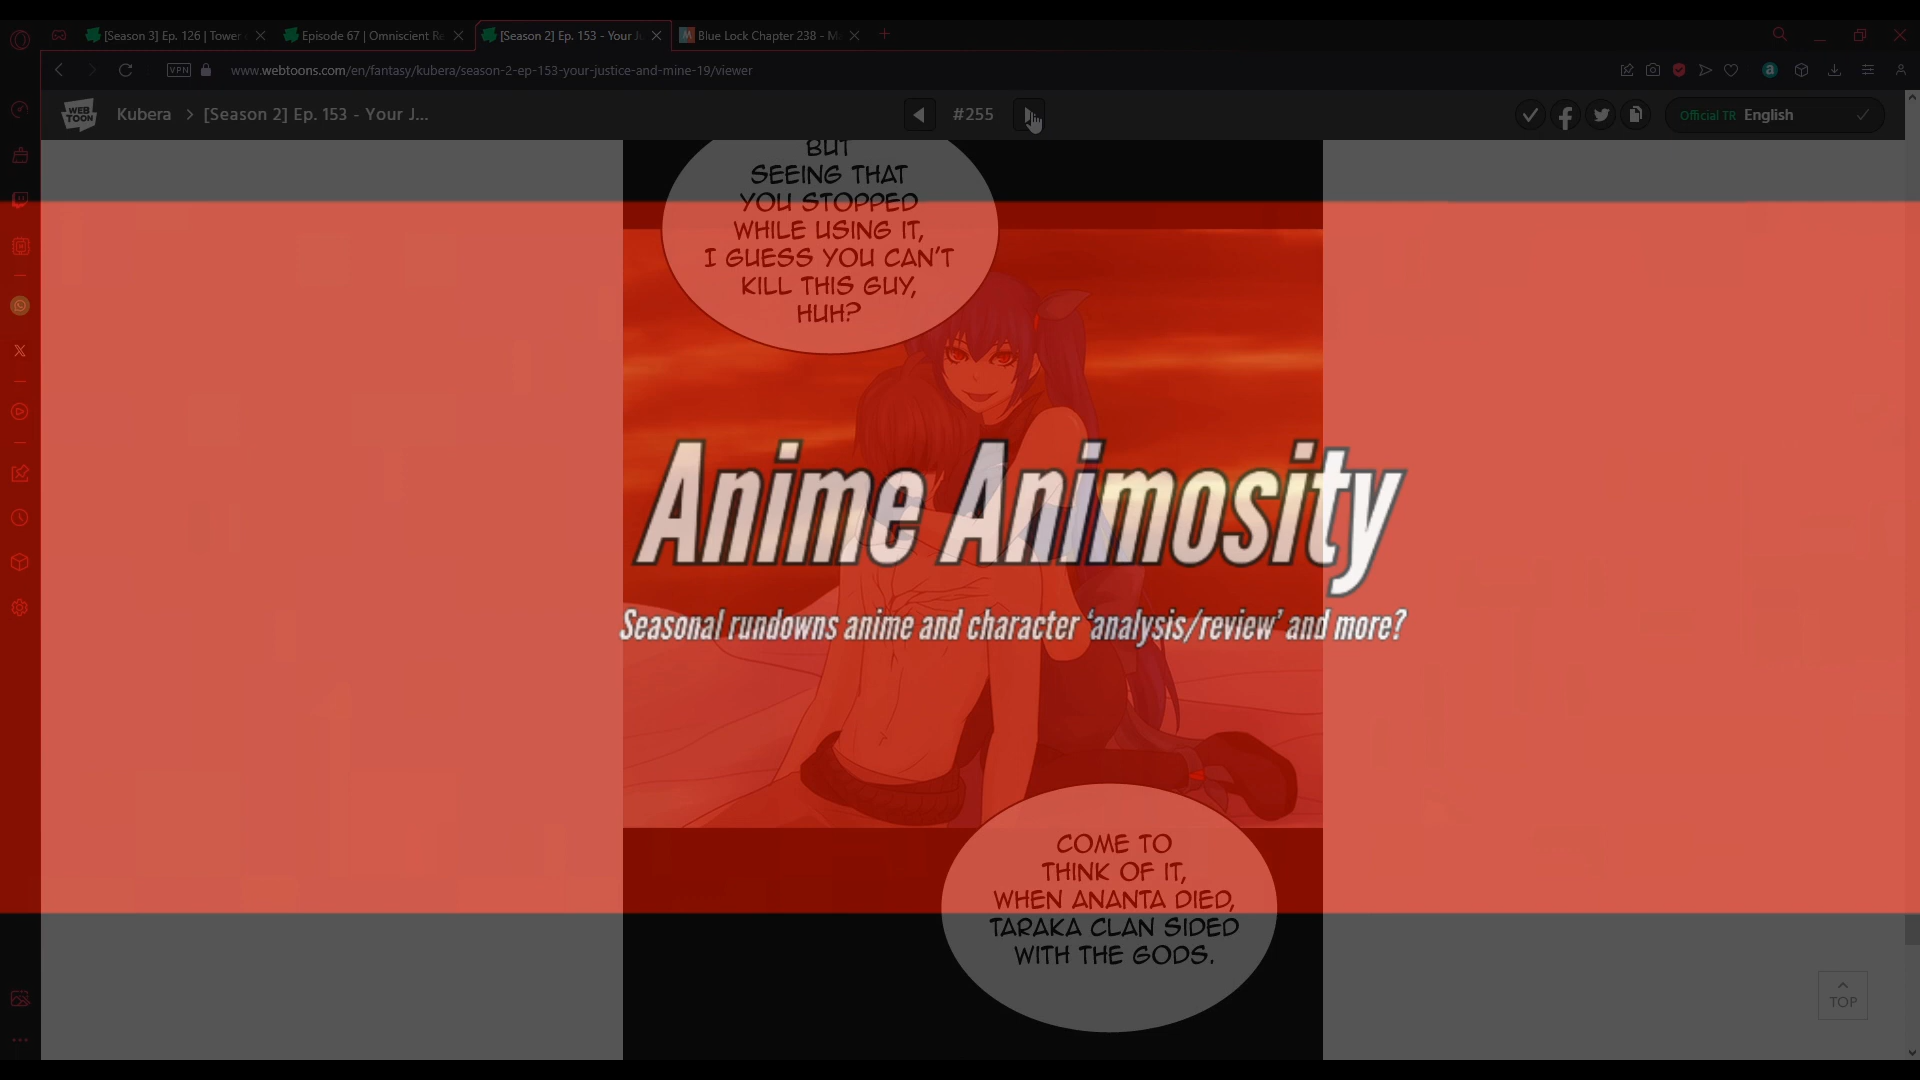 [Season 3] Ep. 126 | Tower
Episode 67 | Omniscient Re
[Season 2] Ep. 153 - Your Ju
Blue Lock Chapter 238 - M
VPN
www.webtoons.com/en/fantasy/kubera/season-2-ep-153-your-justice-and-mine-19/viewer
WEB
TOON
Kubera > [Season 2] Ep. 153 - Your J...
#255
Official TR English
BUT
SEEING THAT
YOU STOPPED
WHILE USING IT,
I GUESS YOU CAN'T
KILL THIS GUY,
HUH?
Anime Animosity
Seasonal rundowns anime and character 'analysis/review' and more?
COME TO
THINK OF IT,
WHEN ANANTA DIED,
TARAKA CLAN SIDED
WITH THE GODS.
TOP